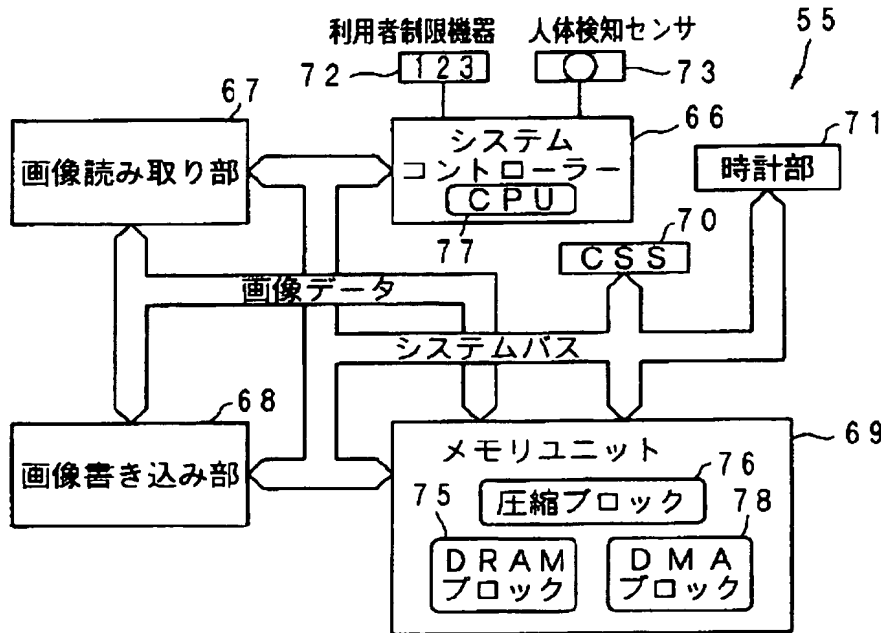 利用者制限機器
人体検知センサ
55
72
123
73
67
66
71
画像読み取り部
システム
コントローラー
CPU
77
時計部
70
CSS
画像データ
システムバス
68
画像書き込み部
69
メモリユニット
76
圧縮ブロック
75
78
DRAM
ブロック
DMA
ブロック